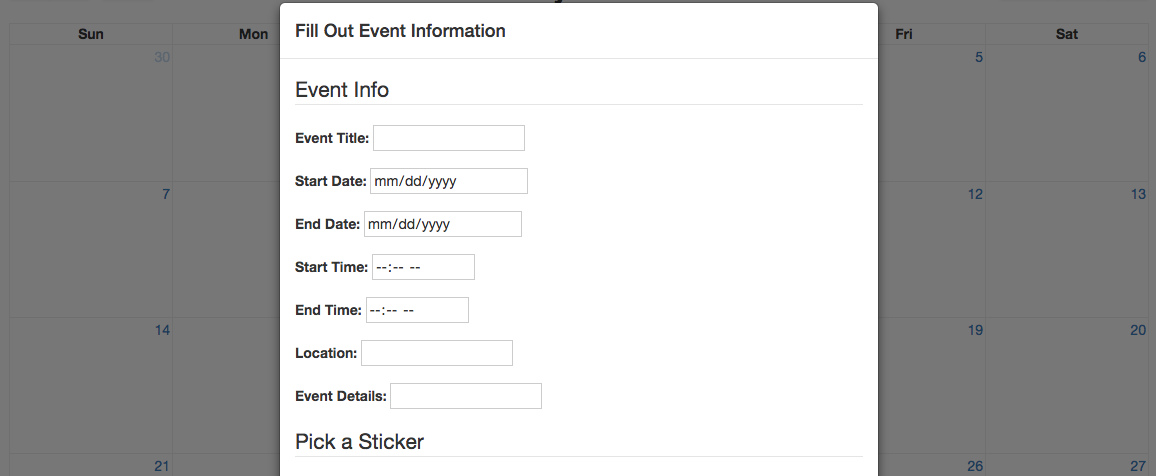 Fill Out Event Information
Sun Mon Fri Sat
30 5 6
Event Info
Event Title:
Start Date: mm/dd/yyyy
7 12 13
End Date: mm/dd/yyyy
Start Time: --:-- --
End Time: --:-- --
14 19 20
Location:
Event Details:
Pick a Sticker
21 26 27